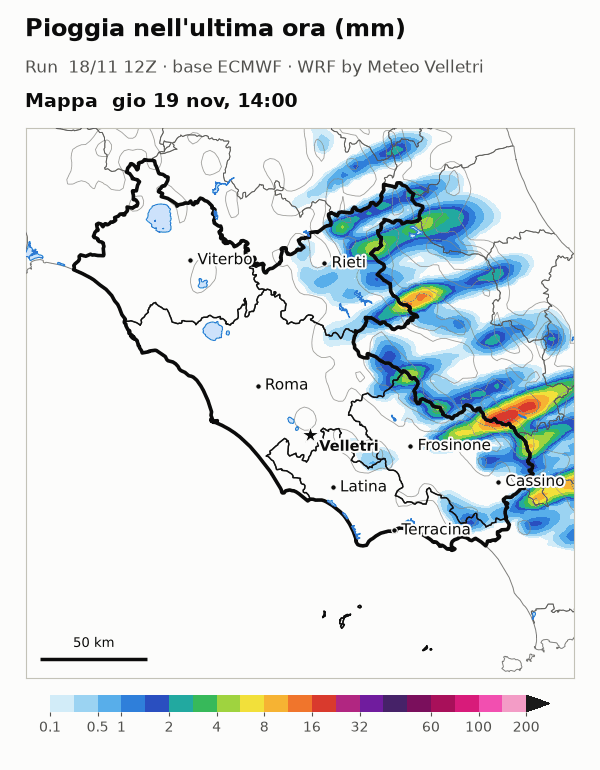 Pioggia nell'ultima ora (mm)
Run  18/11 12Z · base ECMWF · WRF by Meteo Velletri
Mappa  gio 19 nov, 14:00
Viterbo
Rieti
Roma
Velletri
Frosinone
Latina
Cassino
Terracina
50 km
0.1 0.5 1 2 4 8 16 32 60 100 200